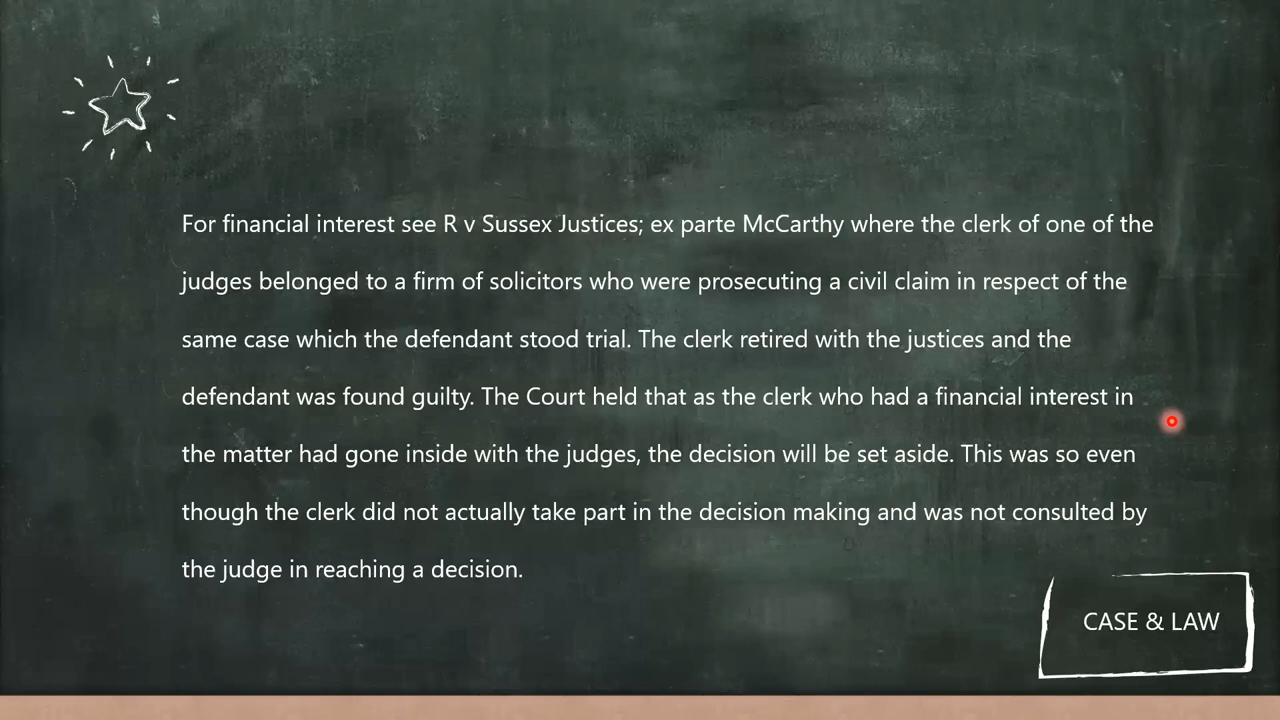 For financial interest see R v Sussex Justices; ex parte McCarthy where the clerk of one of the
judges belonged to a firm of solicitors who were prosecuting a civil claim in respect of the
same case which the defendant stood trial. The clerk retired with the justices and the
defendant was found guilty. The Court held that as the clerk who had a financial interest in
the matter had gone inside with the judges, the decision will be set aside. This was so even
though the clerk did not actually take part in the decision making and was not consulted by
the judge in reaching a decision.
CASE & LAW